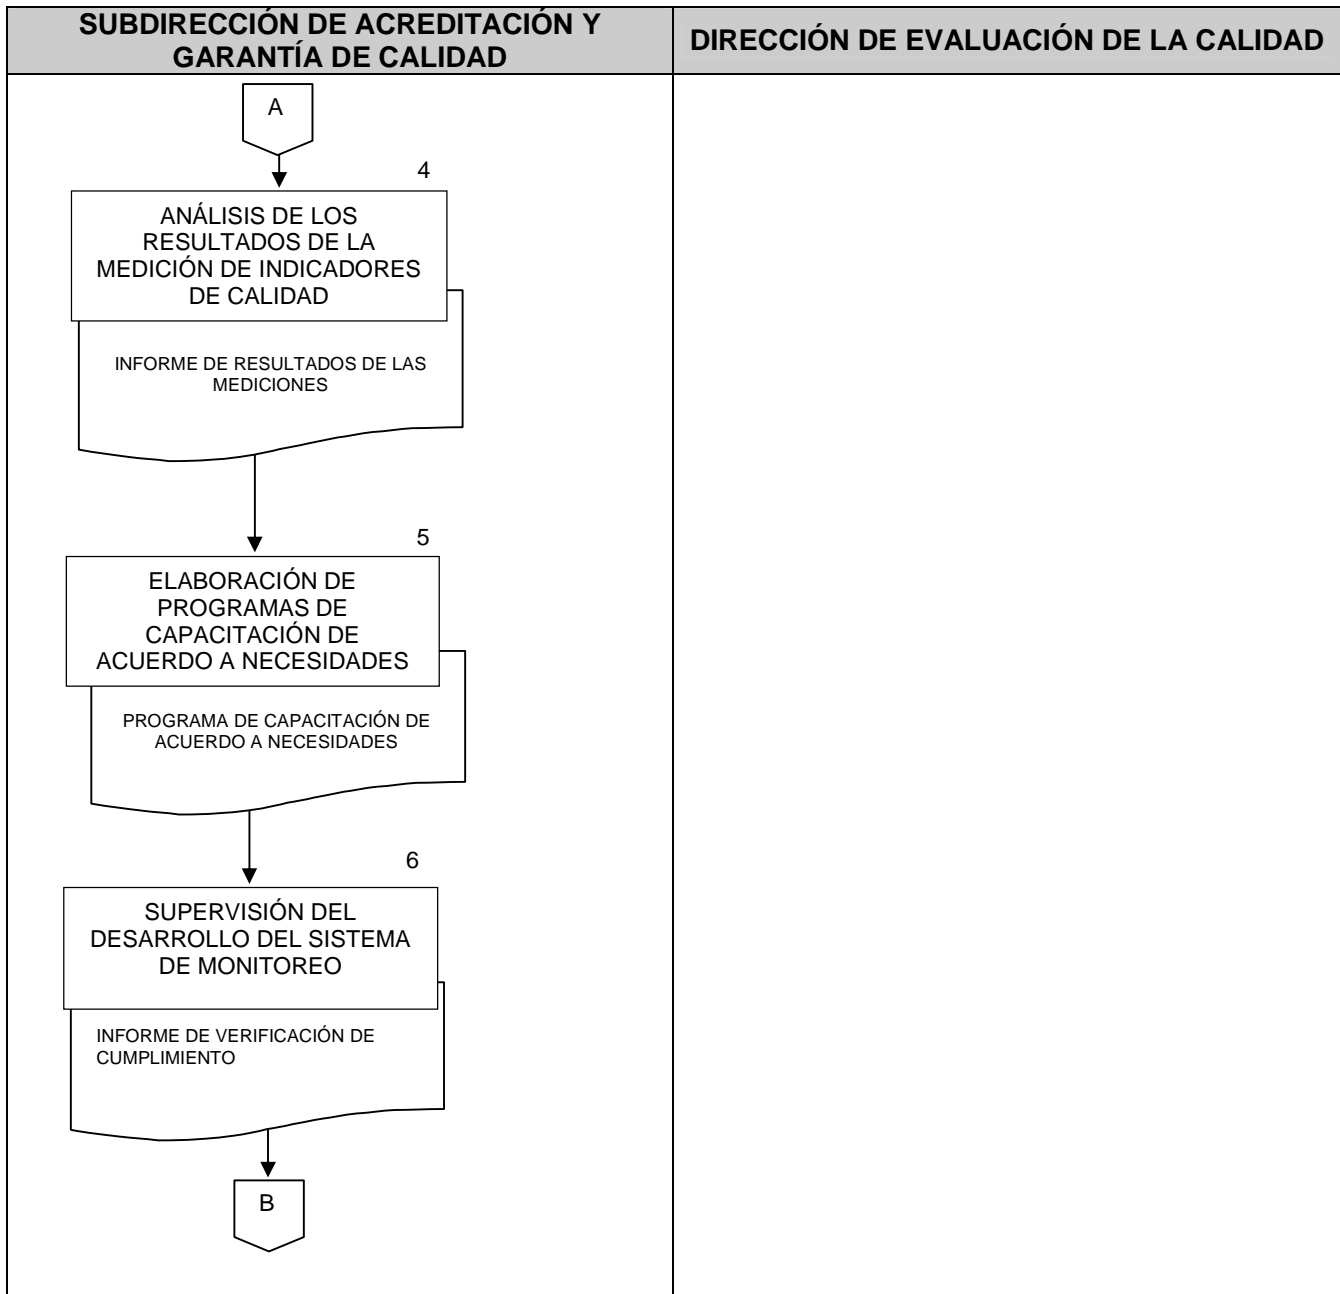 SUBDIRECCIÓN DE ACREDITACIÓN Y
GARANTÍA DE CALIDAD
DIRECCIÓN DE EVALUACIÓN DE LA CALIDAD
A
4
ANÁLISIS DE LOS
RESULTADOS DE LA
MEDICIÓN DE INDICADORES
DE CALIDAD
INFORME DE RESULTADOS DE LAS
MEDICIONES
5
ELABORACIÓN DE
PROGRAMAS DE
CAPACITACIÓN DE
ACUERDO A NECESIDADES
PROGRAMA DE CAPACITACIÓN DE
ACUERDO A NECESIDADES
6
SUPERVISIÓN DEL
DESARROLLO DEL SISTEMA
DE MONITOREO
INFORME DE VERIFICACIÓN DE
CUMPLIMIENTO
B